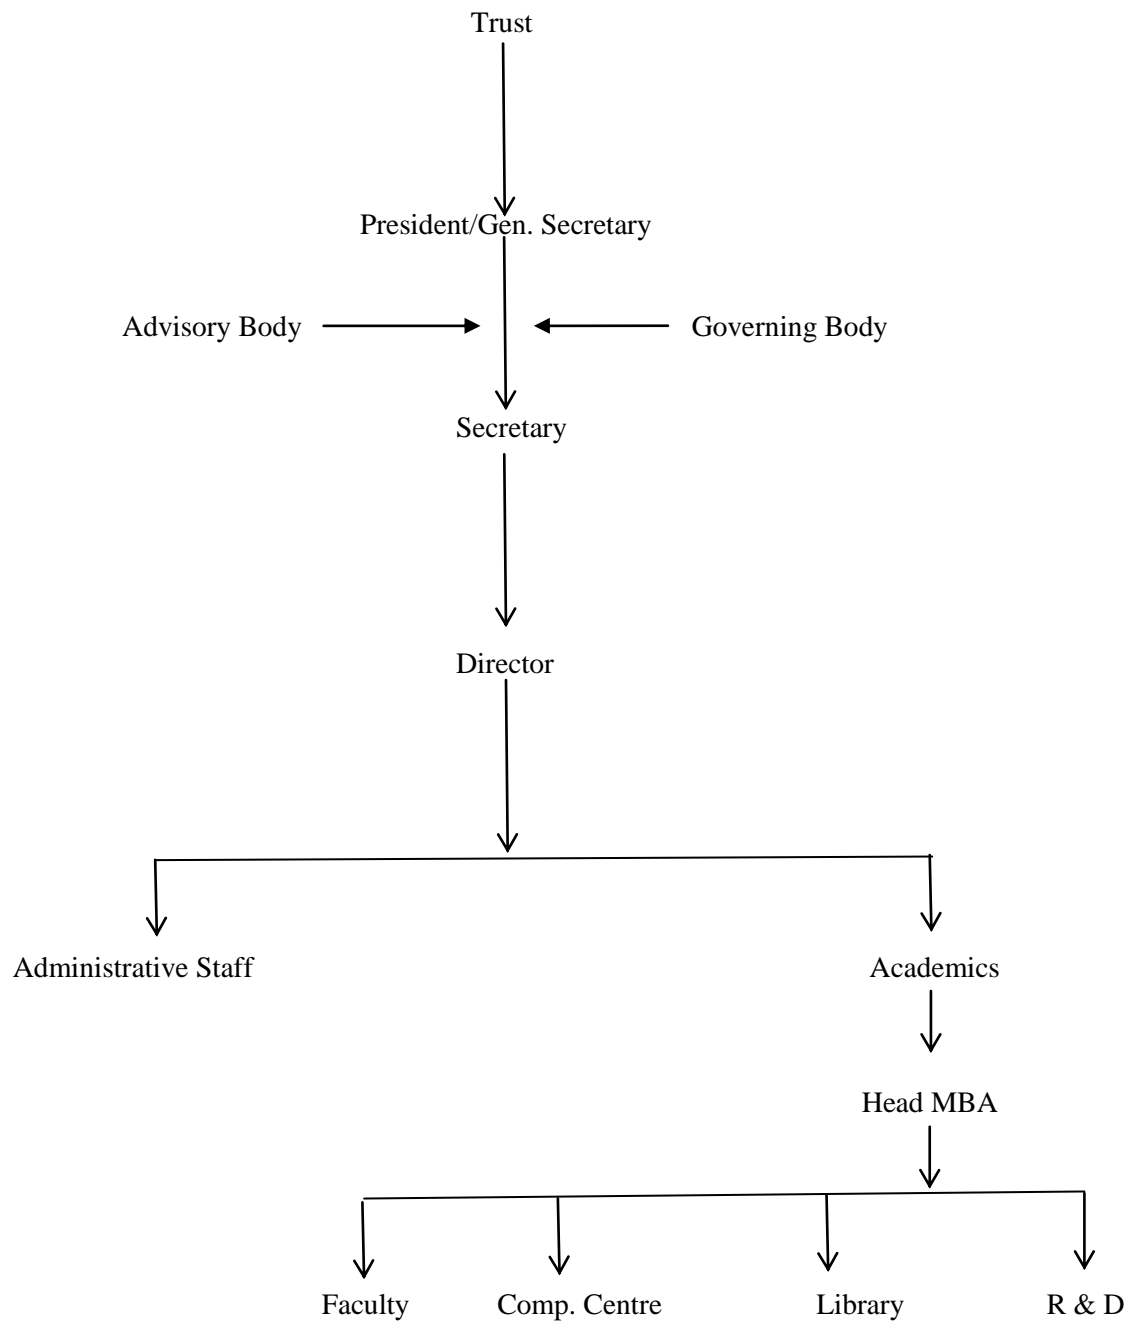 Trust
President/Gen. Secretary
Advisory Body
Governing Body
Secretary
Director
Administrative Staff
Academics
Head MBA
Faculty
Comp. Centre
Library
R & D